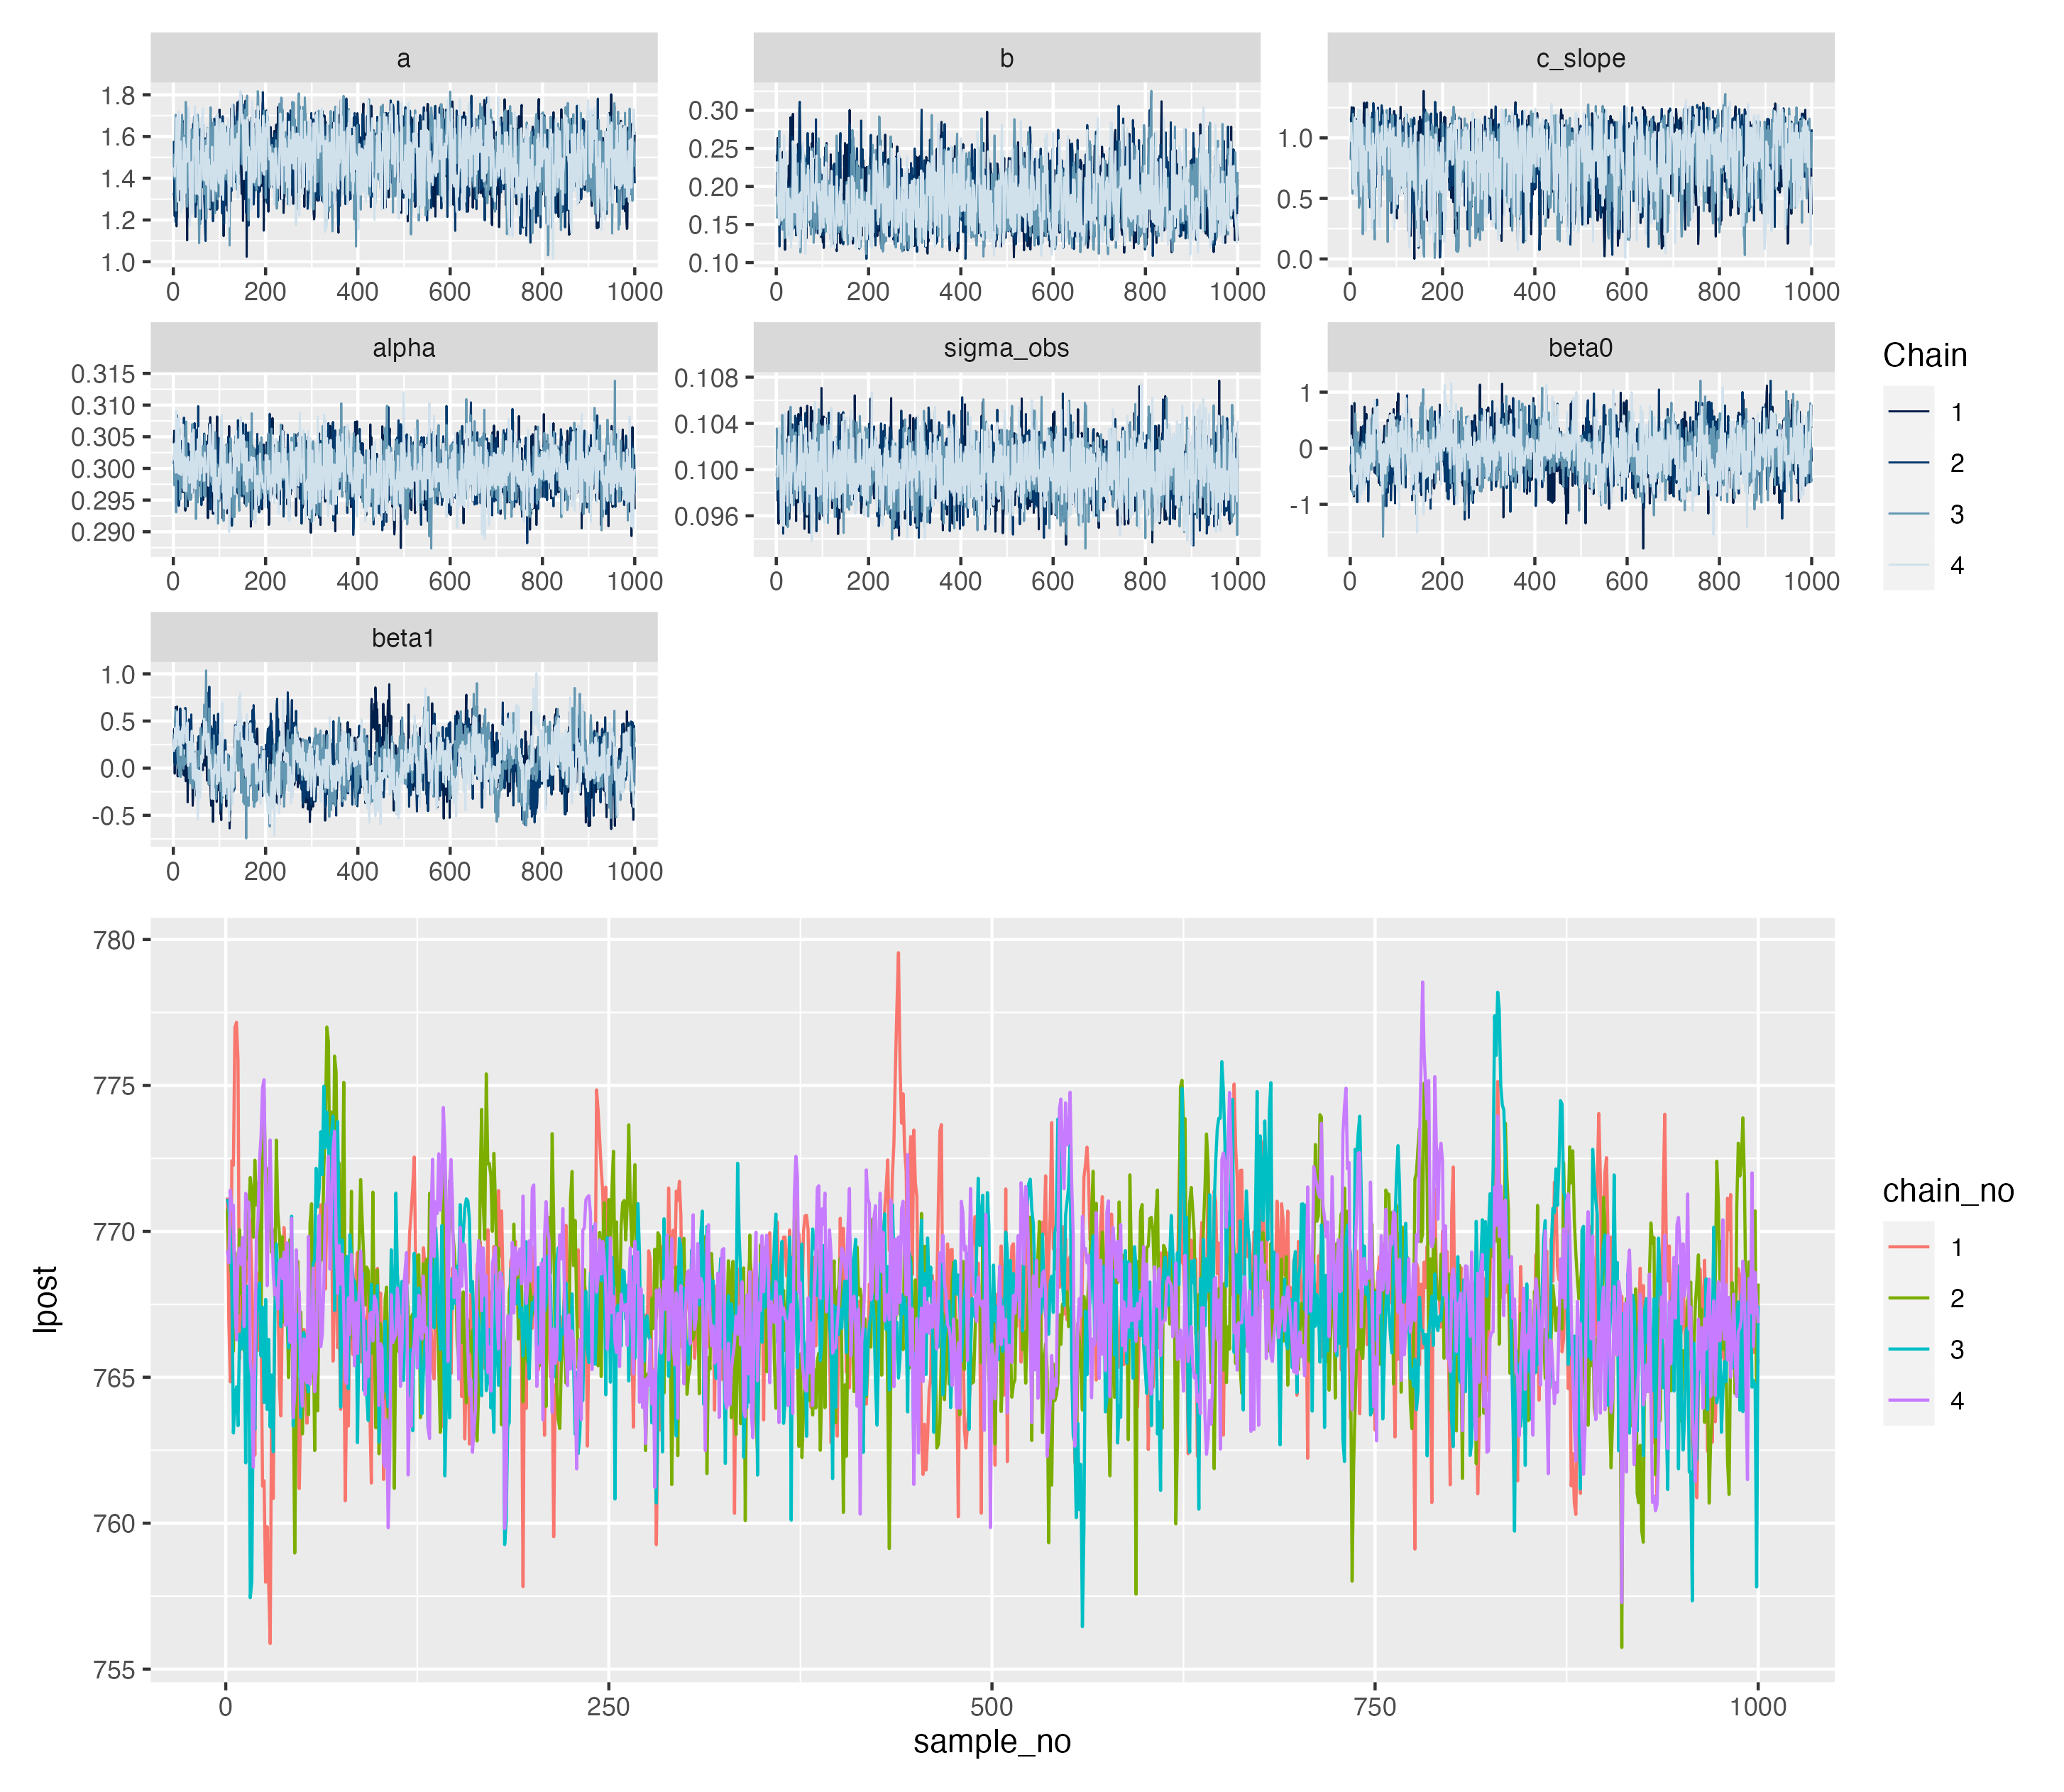 a b c_slope
1.8
1.6
1.4
1.2
1.0
0 200 400 600 800 1000
0.30
0.25
0.20
0.15
0.10
0 200 400 600 800 1000
1.0
0.5
0.0
0 200 400 600 800 1000
alpha sigma_obs beta0
0.315
0.310
0.305
0.300
0.295
0.290
0 200 400 600 800 1000
0.108
0.104
0.100
0.096
0 200 400 600 800 1000
1
0
-1
0 200 400 600 800 1000
Chain
1
2
3
4
beta1
1.0
0.5
0.0
-0.5
0 200 400 600 800 1000
lpost
780
775
770
765
760
755
0 250 500 750 1000
sample_no
chain_no
1
2
3
4